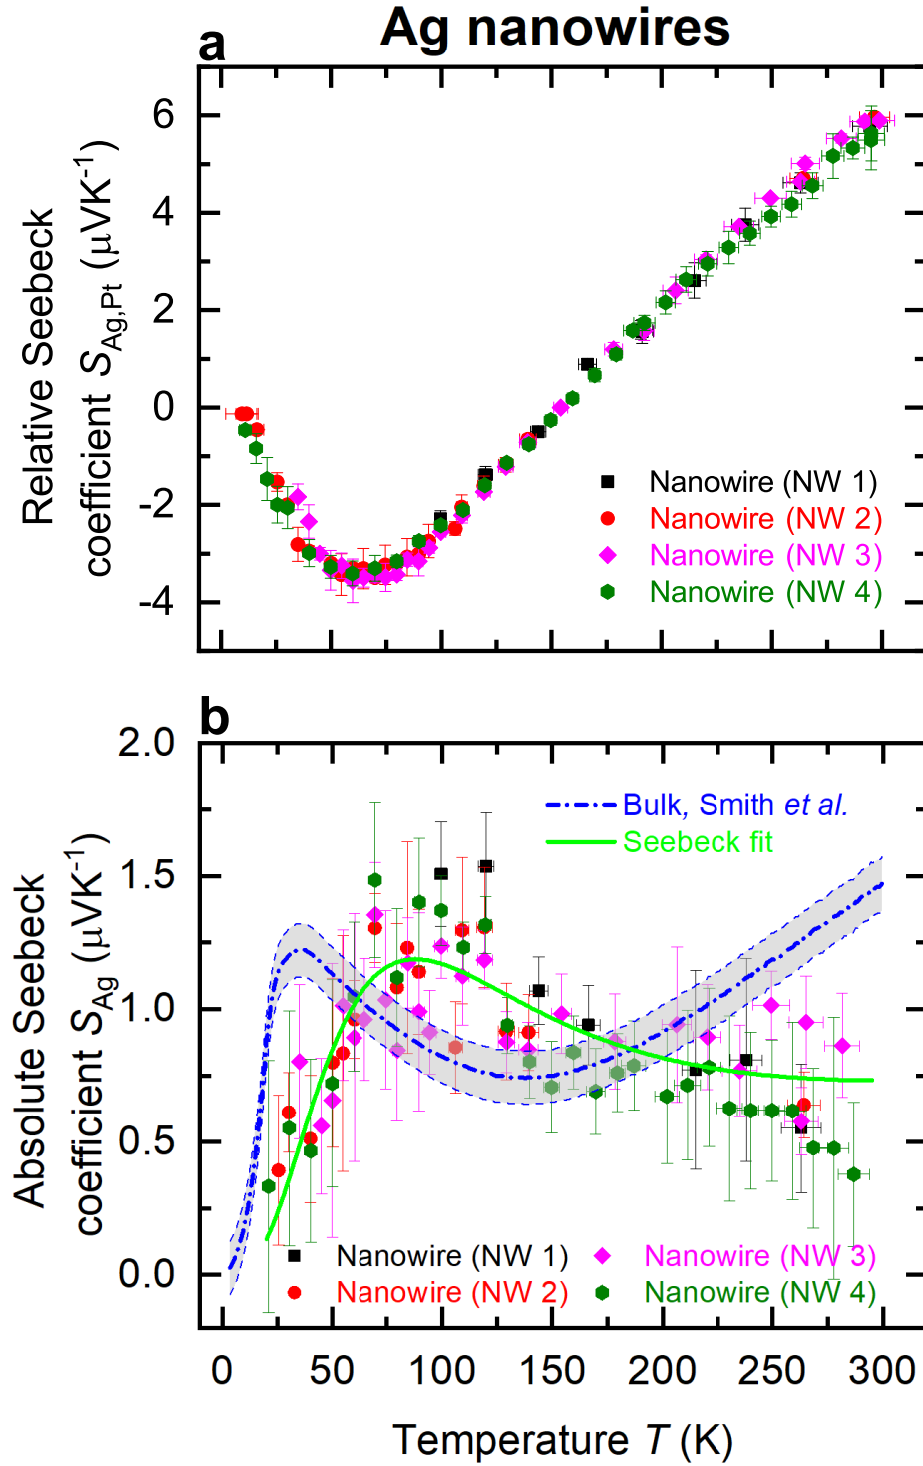 Ag nanowires
a
Relative Seebeck
coefficient S_Ag,Pt (μVK⁻¹)
6
4
2
0
-2
-4
Nanowire (NW 1)
Nanowire (NW 2)
Nanowire (NW 3)
Nanowire (NW 4)
b
Absolute Seebeck
coefficient S_Ag (μVK⁻¹)
2.0
1.5
1.0
0.5
0.0
Bulk, Smith et al.
Seebeck fit
Nanowire (NW 1) Nanowire (NW 3)
Nanowire (NW 2) Nanowire (NW 4)
0 50 100 150 200 250 300
Temperature T (K)